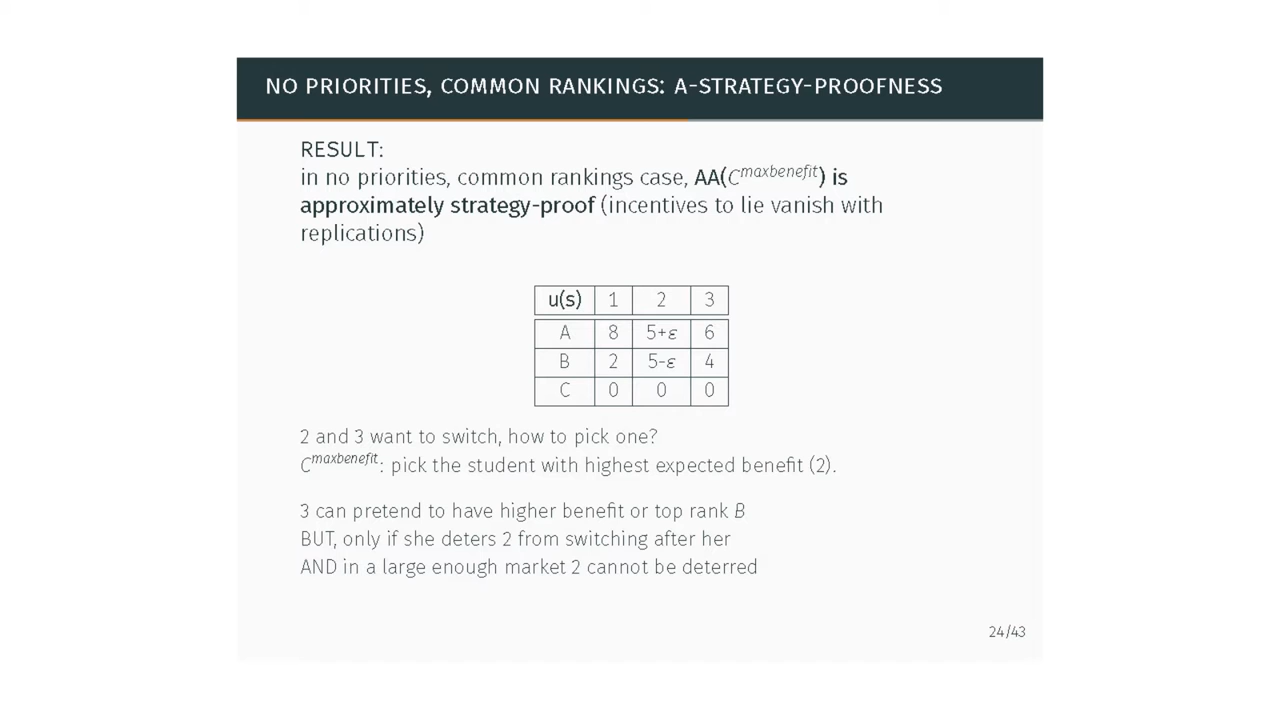 NO PRIORITIES, COMMON RANKINGS: A-STRATEGY-PROOFNESS
RESULT:
in no priorities, common rankings case, AA(C^maxbenefit) is
approximately strategy-proof (incentives to lie vanish with
replications)
u(s) 1 2 3
A 8 5+ε 6
B 2 5-ε 4
C 0 0 0
2 and 3 want to switch, how to pick one?
C^maxbenefit: pick the student with highest expected benefit (2).
3 can pretend to have higher benefit or top rank B
BUT, only if she deters 2 from switching after her
AND in a large enough market 2 cannot be deterred
24/43